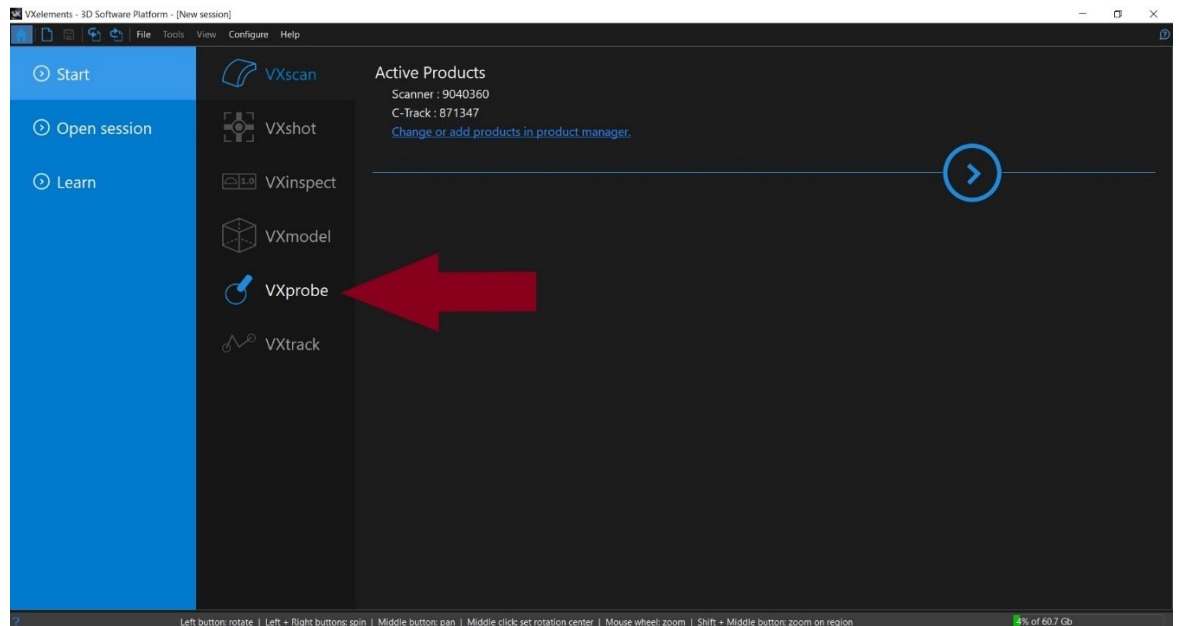 VXelements - 3D Software Platform - [New session]
File Tools View Configure Help
Start
Open session
Learn
VXscan
VXshot
1.0 VXinspect
VXmodel
VXprobe
VXtrack
Active Products
Scanner : 9040360
C-Track : 871347
Change or add products in product manager.
Left button: rotate | Left + Right buttons: spin | Middle button: pan | Middle click: set rotation center | Mouse wheel: zoom | Shift + Middle button: zoom on region
4% of 60.7 Gb